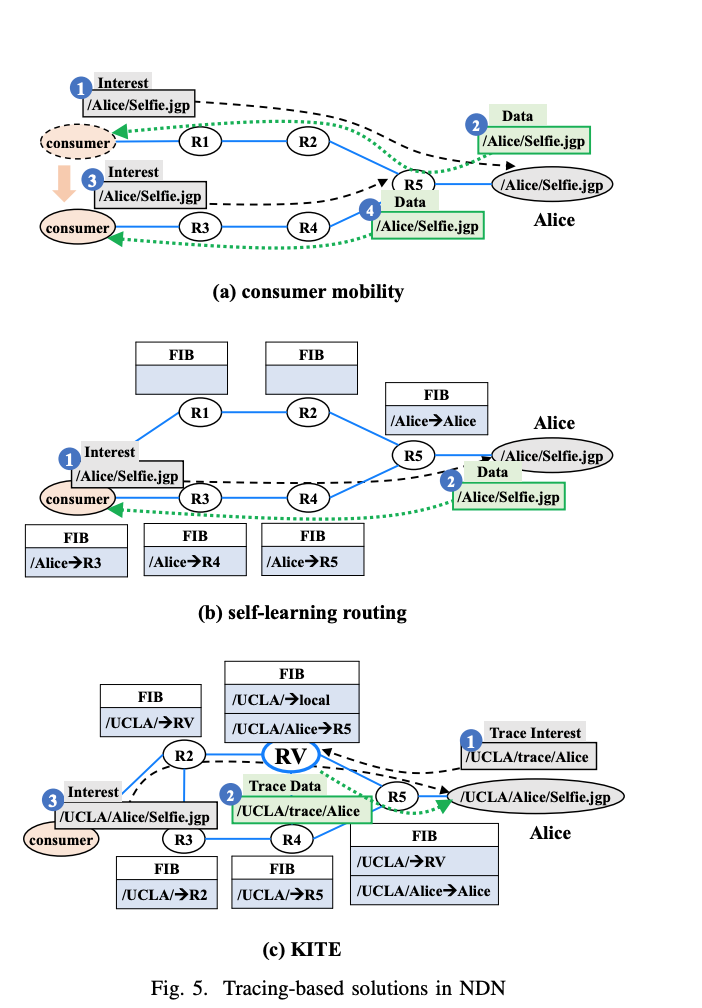 1 Interest
/Alice/Selfie.jgp
2 Data
/Alice/Selfie.jgp
consumer R1 R2
3 Interest
/Alice/Selfie.jgp
R5 /Alice/Selfie.jgp
4 Data
/Alice/Selfie.jgp
Alice
consumer R3 R4
(a) consumer mobility
FIB FIB
FIB
/Alice→Alice
R1 R2
Alice
1 Interest
/Alice/Selfie.jgp
R5 /Alice/Selfie.jgp
2 Data
/Alice/Selfie.jgp
consumer R3 R4
FIB FIB FIB
/Alice→R3 /Alice→R4 /Alice→R5
(b) self-learning routing
FIB
/UCLA/→local
/UCLA/Alice→R5
FIB
/UCLA/→RV
1 Trace Interest
/UCLA/trace/Alice
R2 RV
3 Interest
/UCLA/Alice/Selfie.jgp
2 Trace Data
/UCLA/trace/Alice
R5 /UCLA/Alice/Selfie.jgp
Alice
consumer R3 R4
FIB
/UCLA/→R2
FIB
/UCLA/→R5
FIB
/UCLA/→RV
/UCLA/Alice→Alice
(c) KITE
Fig. 5. Tracing-based solutions in NDN